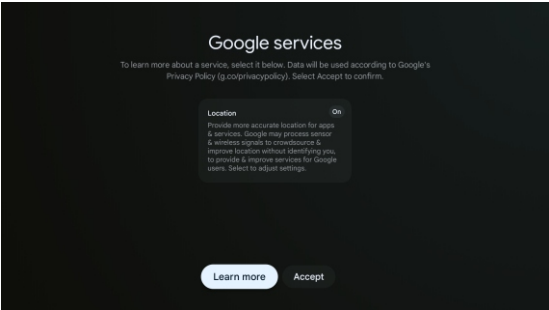 Google services
To learn more about a service, select it below. Data will be used according to Google's
Privacy Policy (g.co/privacypolicy). Select Accept to confirm.
Location
On
Provide more accurate location for apps
& services. Google may process sensor
& wireless signals to crowdsource &
improve location without identifying you,
to provide & improve services for Google
users. Select to adjust settings.
Learn more
Accept